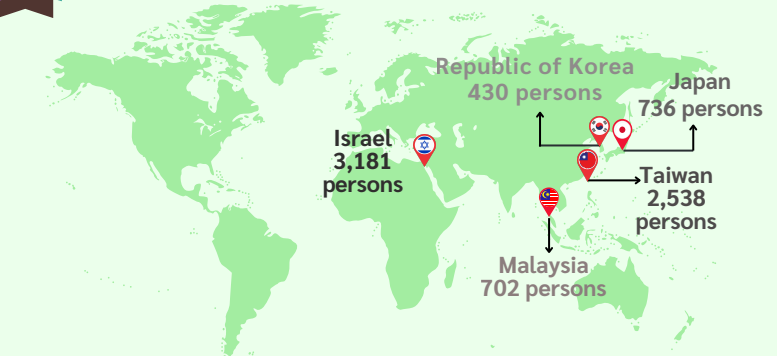 Republic of Korea
430 persons
Japan
736 persons
Israel
3,181
persons
Taiwan
2,538
persons
Malaysia
702 persons